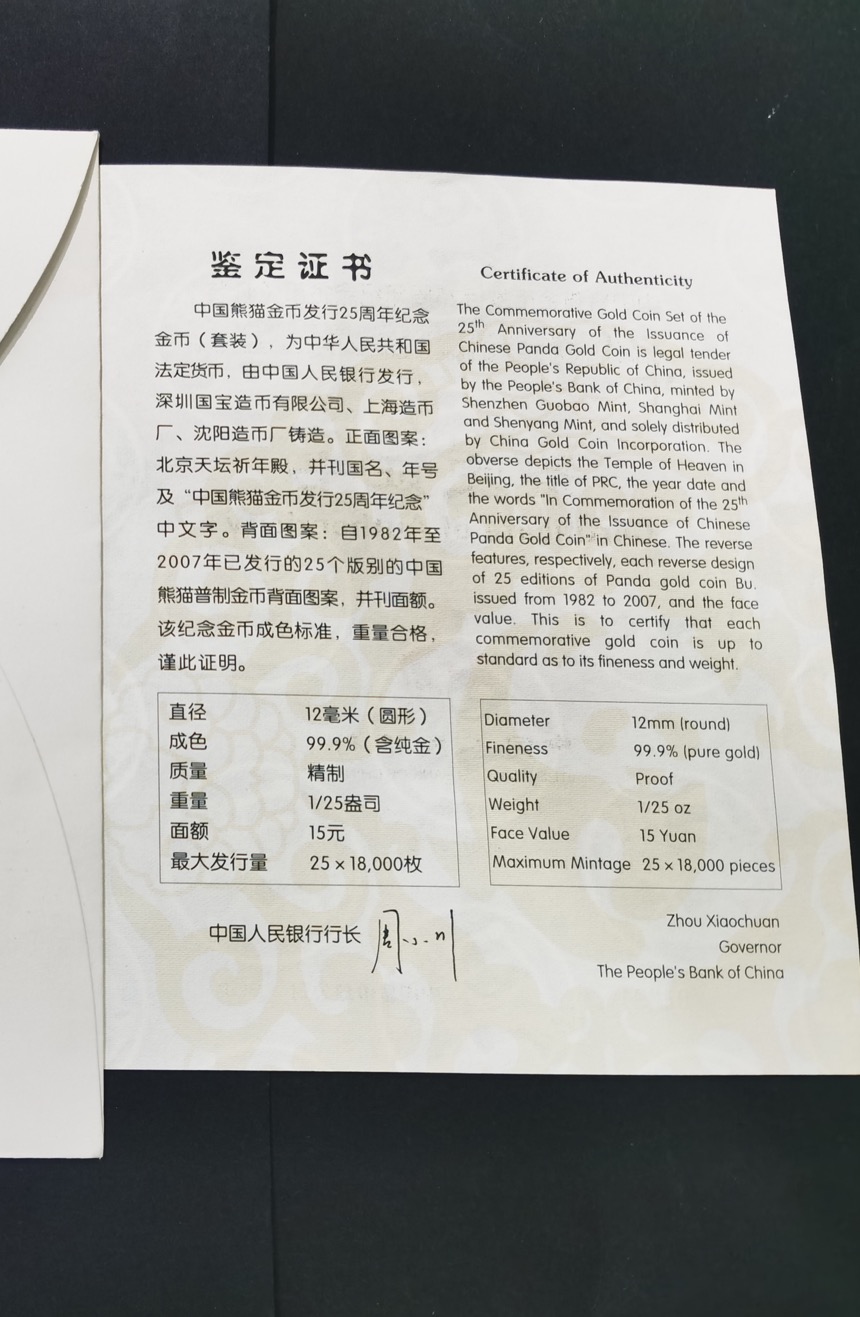 鉴定证书
中国熊猫金币发行25周年纪念
金币（套装），为中华人民共和国
法定货币，由中国人民银行发行，
深圳国宝造币有限公司、上海造币
厂、沈阳造币厂铸造。正面图案：
北京天坛祈年殿，并刊国名、年号
及“中国熊猫金币发行25周年纪念”
中文字。背面图案：自1982年至
2007年已发行的25个版别的中国
熊猫普制金币背面图案，并刊面额。
该纪念金币成色标准，重量合格，
谨此证明。
直径 12毫米（圆形）
成色 99.9%（含纯金）
质量 精制
重量 1/25盎司
面额 15元
最大发行量 25×18,000枚
中国人民银行行长 周小川
Certificate of Authenticity
The Commemorative Gold Coin Set of the
25th Anniversary of the Issuance of
Chinese Panda Gold Coin is legal tender
of the People's Republic of China, issued
by the People's Bank of China, minted by
Shenzhen Guobao Mint, Shanghai Mint
and Shenyang Mint, and solely distributed
by China Gold Coin Incorporation. The
obverse depicts the Temple of Heaven in
Beijing, the title of PRC, the year date and
the words "In Commemoration of the 25th
Anniversary of the Issuance of Chinese
Panda Gold Coin" in Chinese. The reverse
features, respectively, each reverse design
of 25 editions of Panda gold coin Bu.
issued from 1982 to 2007, and the face
value. This is to certify that each
commemorative gold coin is up to
standard as to its fineness and weight.
Diameter 12mm (round)
Fineness 99.9% (pure gold)
Quality Proof
Weight 1/25 oz
Face Value 15 Yuan
Maximum Mintage 25×18,000 pieces
Zhou Xiaochuan
Governor
The People's Bank of China